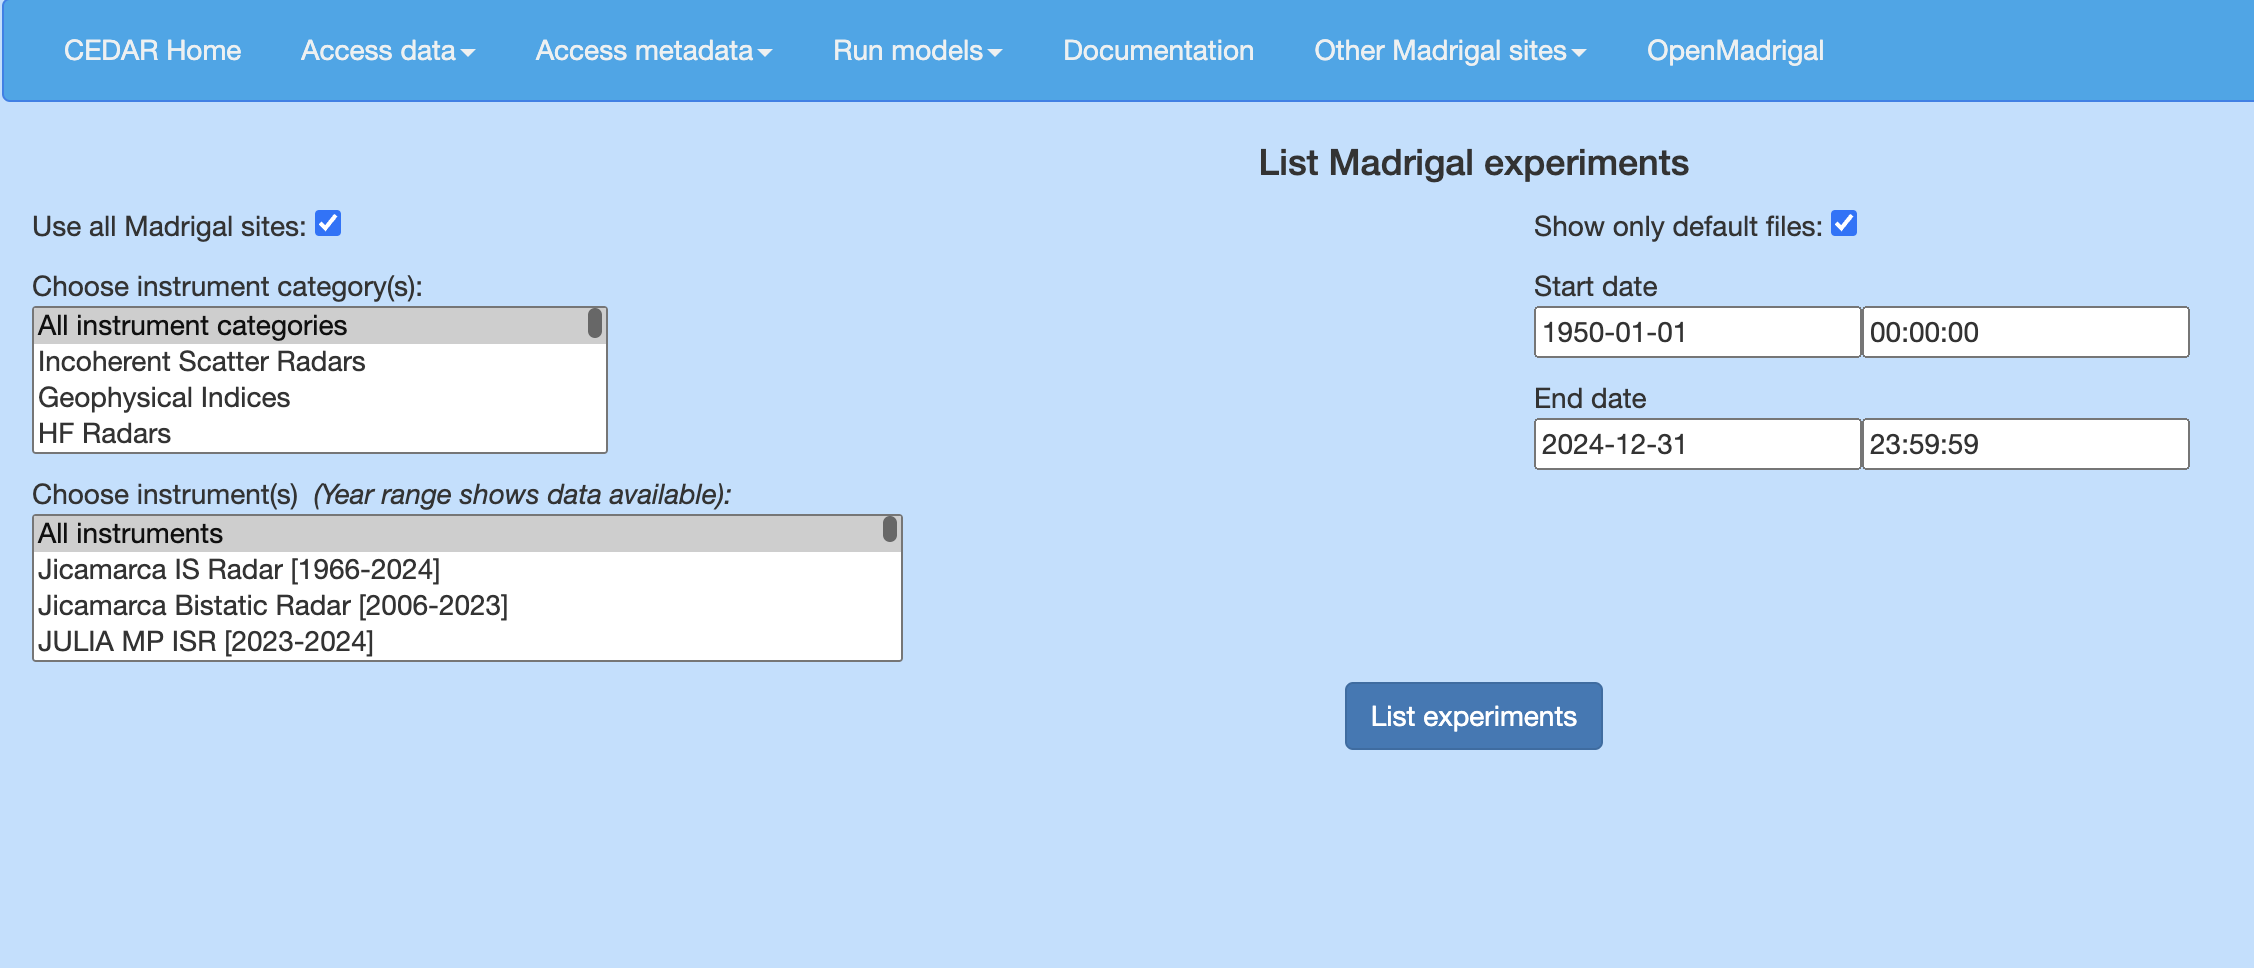 CEDAR Home Access data Access metadata Run models Documentation Other Madrigal sites OpenMadrigal
List Madrigal experiments
Use all Madrigal sites:
Show only default files:
Choose instrument category(s):
All instrument categories
Incoherent Scatter Radars
Geophysical Indices
HF Radars
Start date
1950-01-01 00:00:00
End date
2024-12-31 23:59:59
Choose instrument(s) (Year range shows data available):
All instruments
Jicamarca IS Radar [1966-2024]
Jicamarca Bistatic Radar [2006-2023]
JULIA MP ISR [2023-2024]
List experiments